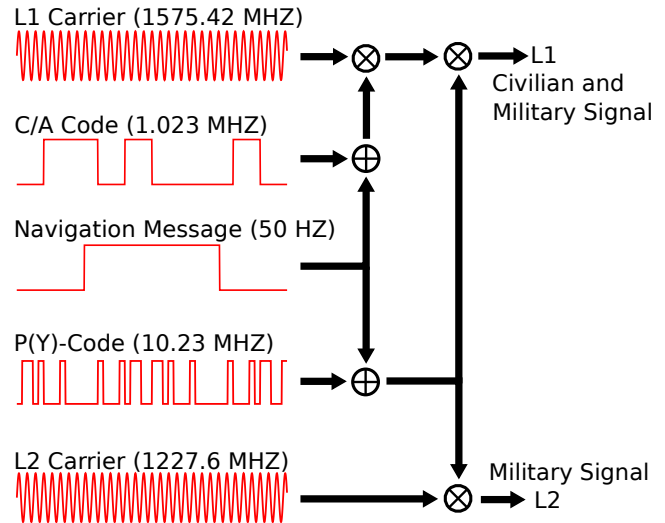 L1 Carrier (1575.42 MHZ)
L1
Civilian and
Military Signal
C/A Code (1.023 MHZ)
Navigation Message (50 HZ)
P(Y)-Code (10.23 MHZ)
L2 Carrier (1227.6 MHZ)
Military Signal
L2